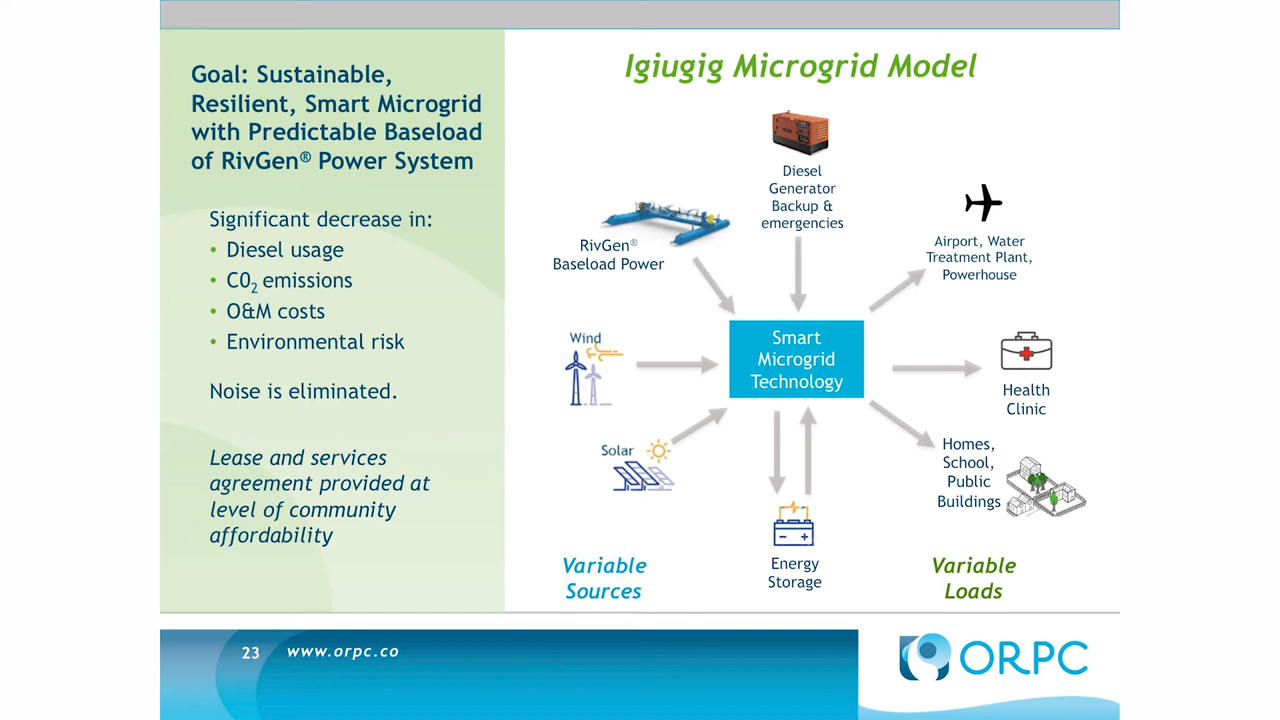 Goal: Sustainable,
Resilient, Smart Microgrid
with Predictable Baseload
of RivGen® Power System
Significant decrease in:
• Diesel usage
• C0₂ emissions
• O&M costs
• Environmental risk
Noise is eliminated.
Lease and services
agreement provided at
level of community
affordability
Igiugig Microgrid Model
Diesel
Generator
Backup &
emergencies
RivGen®
Baseload Power
Airport, Water
Treatment Plant,
Powerhouse
Wind
Smart
Microgrid
Technology
Health
Clinic
Solar
Homes,
School,
Public
Buildings
Energy
Storage
Variable
Sources
Variable
Loads
23 www.orpc.co
ORPC